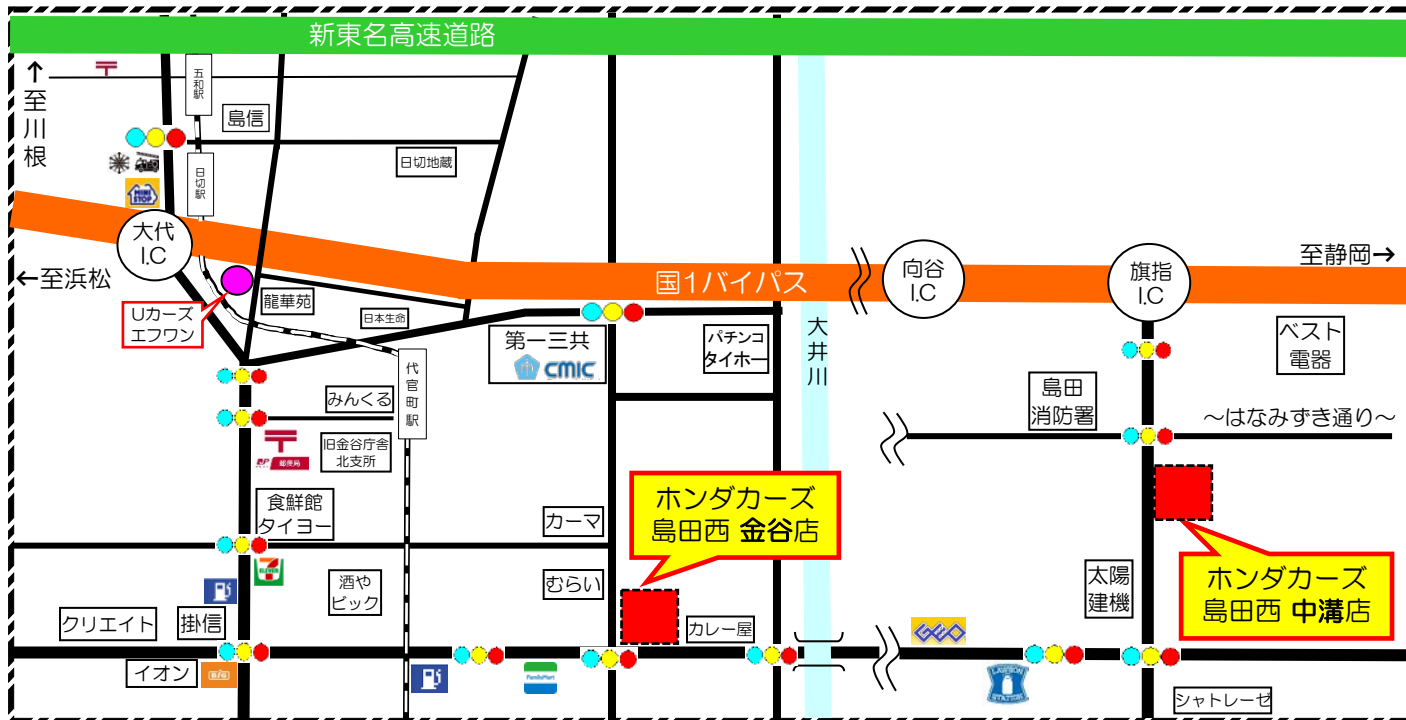 新東名高速道路
↑
至
川
根
〒
五和駅
島信
日切地蔵
日切駅
MINI
STOP
大代
I.C
←至浜松
Uカーズ
エフワン
龍華苑
日本生命
国1バイパス
向谷
I.C
旗指
I.C
至静岡→
第一三共
CMIC
パチンコ
タイホー
大井川
ベスト
電器
島田
消防署
～はなみずき通り～
代官町駅
みんくる
〒
郵便局
旧金谷庁舎
北支所
食鮮館
タイヨー
ELEVEN
カーマ
ホンダカーズ
島田西 金谷店
酒や
ビック
むらい
カレー屋
太陽
建機
ホンダカーズ
島田西 中溝店
クリエイト
掛信
イオン
FamilyMart
GEO
LAWSON
STATION
シャトレーゼ